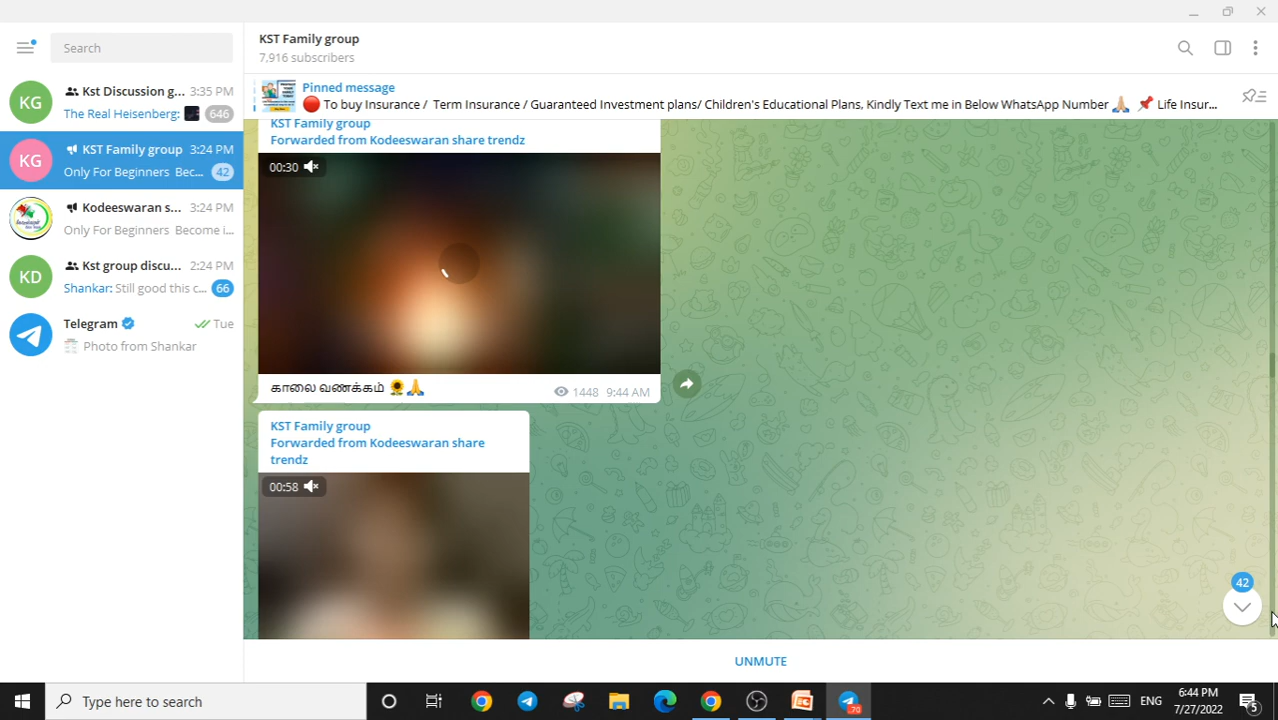 Search
Kst Discussion g... 3:35 PM
The Real Heisenberg: 646
KG
KST Family group 3:24 PM
Only For Beginners Bec... 42
KG
Kodeeswaran s... 3:24 PM
Only For Beginners Become i...
Kst group discu... 2:24 PM
Shankar: Still good this c... 66
KD
Telegram Tue
Photo from Shankar
KST Family group
7,916 subscribers
Pinned message
🔴 To buy Insurance / Term Insurance / Guaranteed Investment plans / Children's Educational Plans, Kindly Text me in Below WhatsApp Number 🙏 📌 Life Insur...
KST Family group
Forwarded from Kodeeswaran share trendz
00:30
காலை வணக்கம் 🌻🙏 1448 9:44 AM
KST Family group
Forwarded from Kodeeswaran share
trendz
00:58
42
UNMUTE
Type here to search
70
ENG
6:44 PM
7/27/2022
5